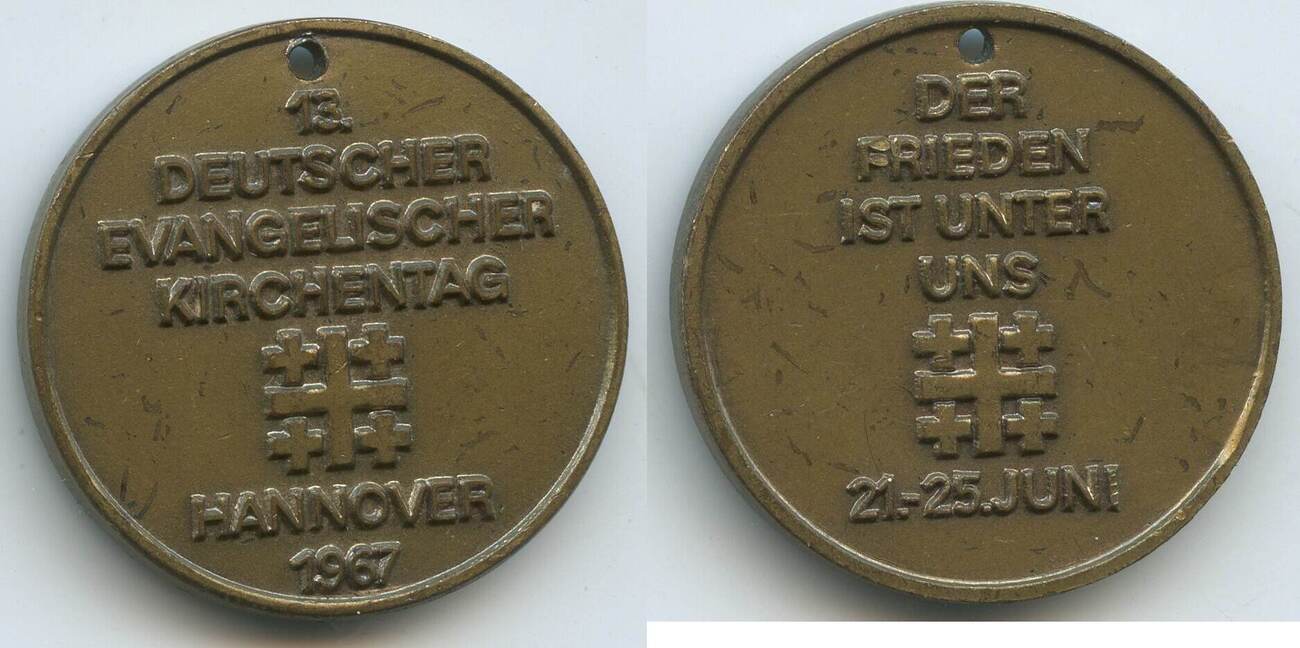 13.
DEUTSCHER
EVANGELISCHER
KIRCHENTAG
HANNOVER
1967
DER
FRIEDEN
IST UNTER
UNS
21.-25.JUNI